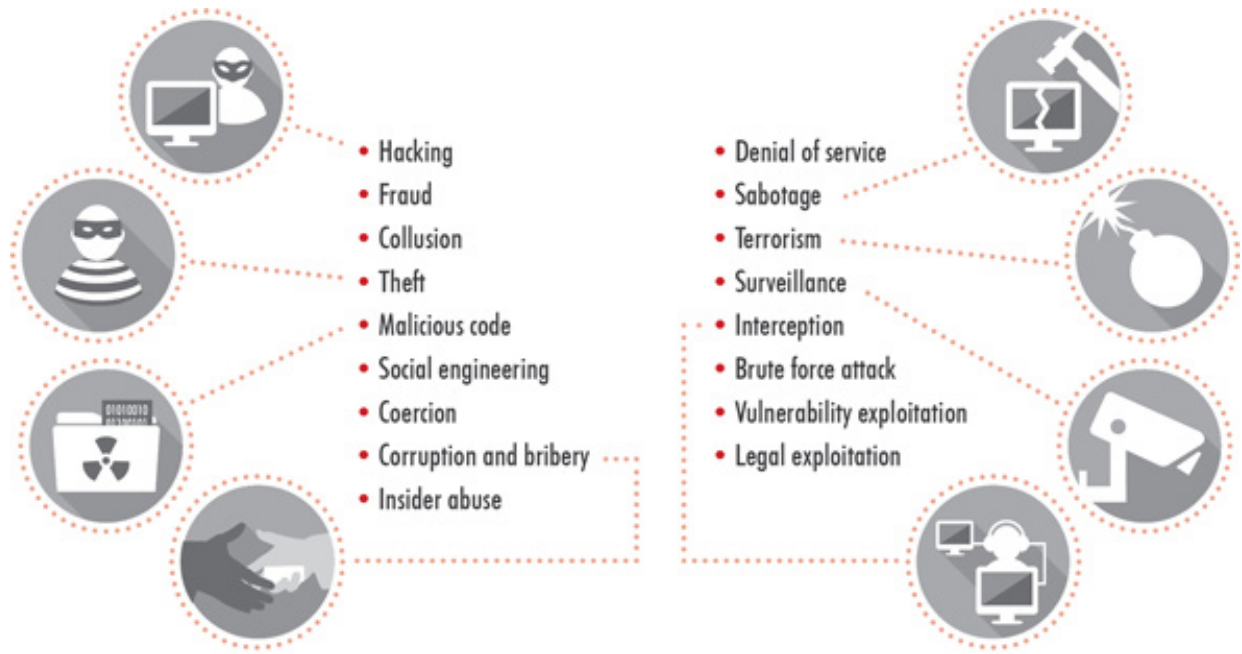 • Hacking
• Fraud
• Collusion
• Theft
• Malicious code
• Social engineering
• Coercion
• Corruption and bribery
• Insider abuse
• Denial of service
• Sabotage
• Terrorism
• Surveillance
• Interception
• Brute force attack
• Vulnerability exploitation
• Legal exploitation
01010010